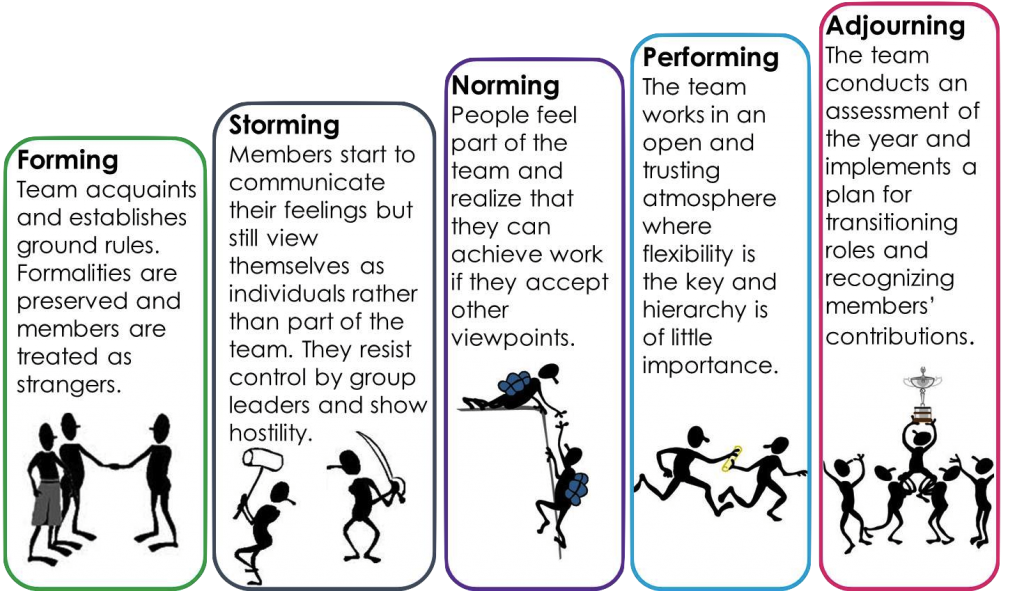 Forming
Team acquaints
and establishes
ground rules.
Formalities are
preserved and
members are
treated as
strangers.
Storming
Members start to
communicate
their feelings but
still view
themselves as
individuals rather
than part of the
team. They resist
control by group
leaders and show
hostility.
Norming
People feel
part of the
team and
realize that
they can
achieve work
if they accept
other
viewpoints.
Performing
The team
works in an
open and
trusting
atmosphere
where
flexibility is
the key and
hierarchy is
of little
importance.
Adjourning
The team
conducts an
assessment of
the year and
implements a
plan for
transitioning
roles and
recognizing
members’
contributions.